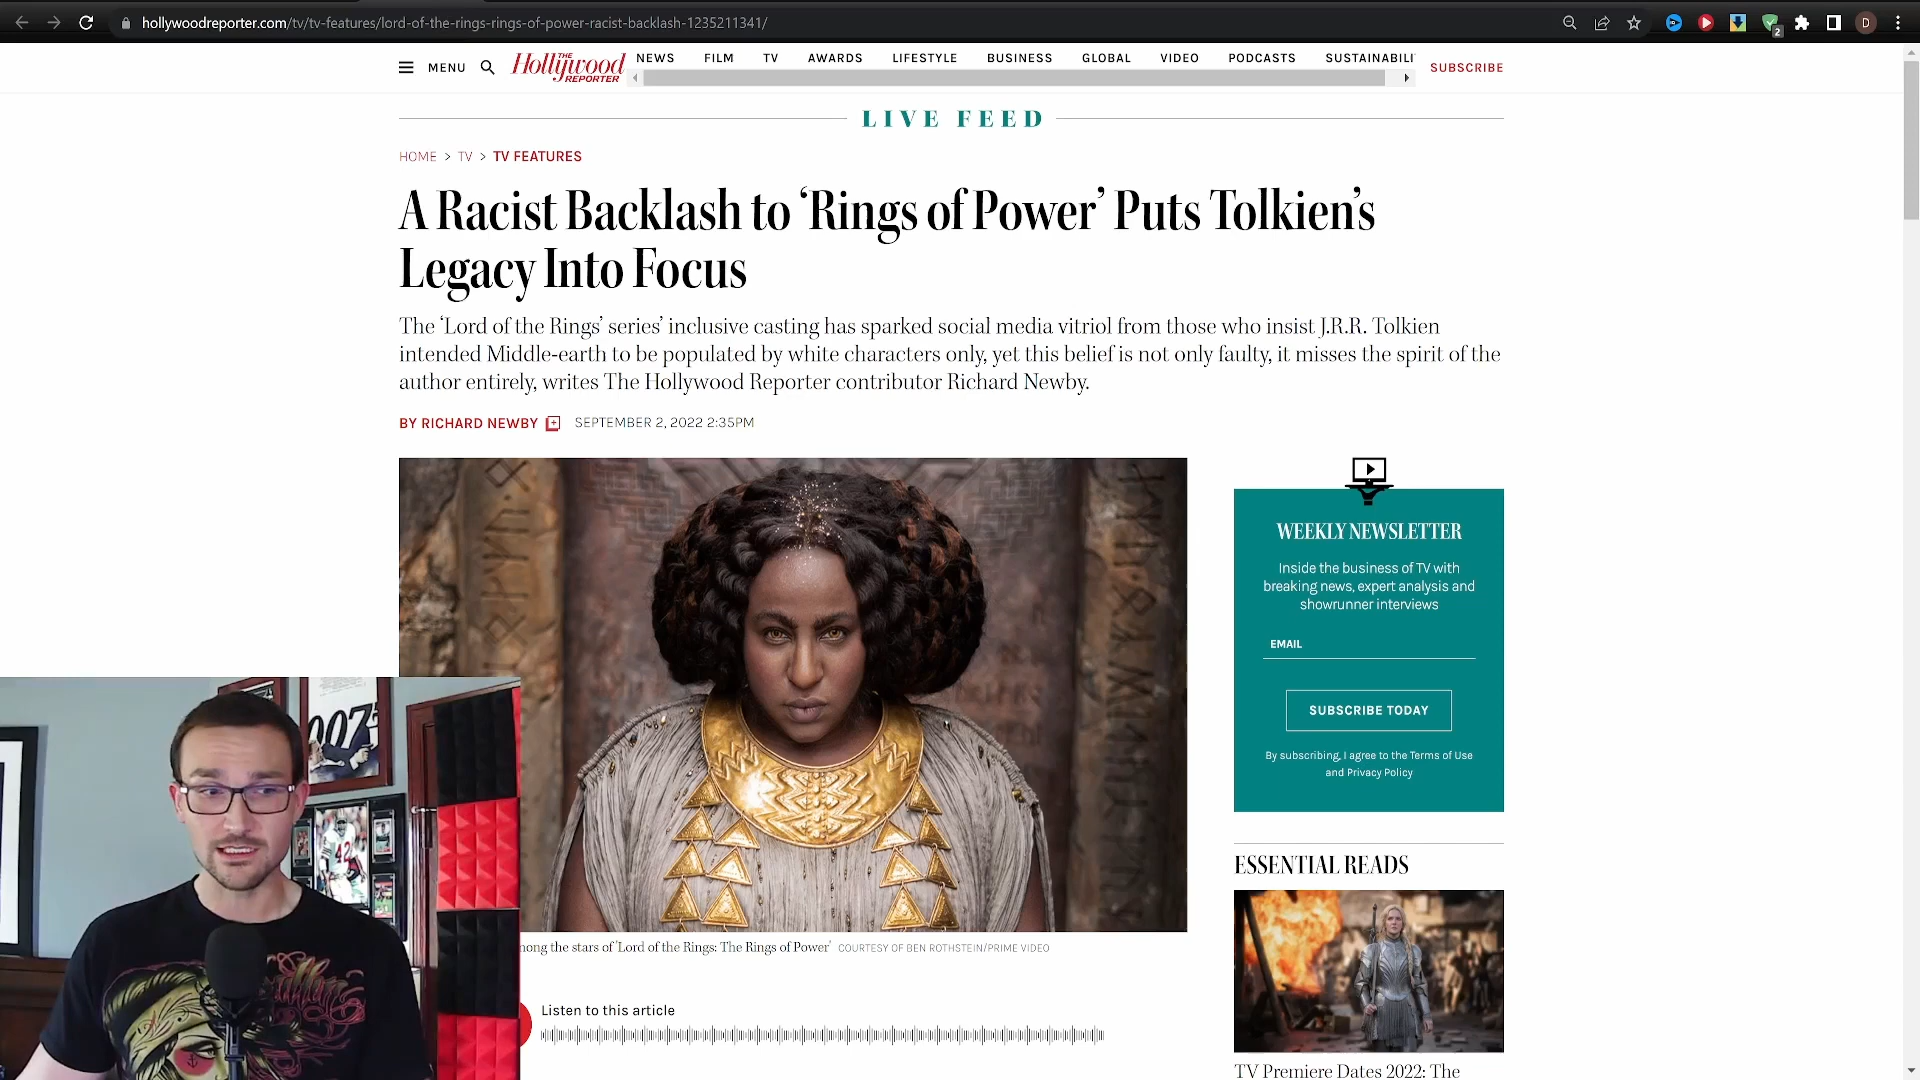 hollywoodreporter.com/tv/tv-features/lord-of-the-rings-rings-of-power-racist-backlash-1235211341/
2
D
MENU
THE Hollywood REPORTER
NEWS FILM TV AWARDS LIFESTYLE BUSINESS GLOBAL VIDEO PODCASTS SUSTAINABILI
SUBSCRIBE
LIVE FEED
HOME > TV > TV FEATURES
A Racist Backlash to ‘Rings of Power’ Puts Tolkien’s
Legacy Into Focus
The ‘Lord of the Rings’ series’ inclusive casting has sparked social media vitriol from those who insist J.R.R. Tolkien
intended Middle-earth to be populated by white characters only, yet this belief is not only faulty, it misses the spirit of the
author entirely, writes The Hollywood Reporter contributor Richard Newby.
BY RICHARD NEWBY
SEPTEMBER 2, 2022 2:35PM
WEEKLY NEWSLETTER
Inside the business of TV with
breaking news, expert analysis and
showrunner interviews
EMAIL
SUBSCRIBE TODAY
By subscribing, I agree to the Terms of Use
and Privacy Policy
007
42
the stars of 'Lord of the Rings: The Rings of Power' COURTESY OF BEN ROTHSTEIN/PRIME VIDEO
Listen to this article
ESSENTIAL READS
TV Premiere Dates 2022: The